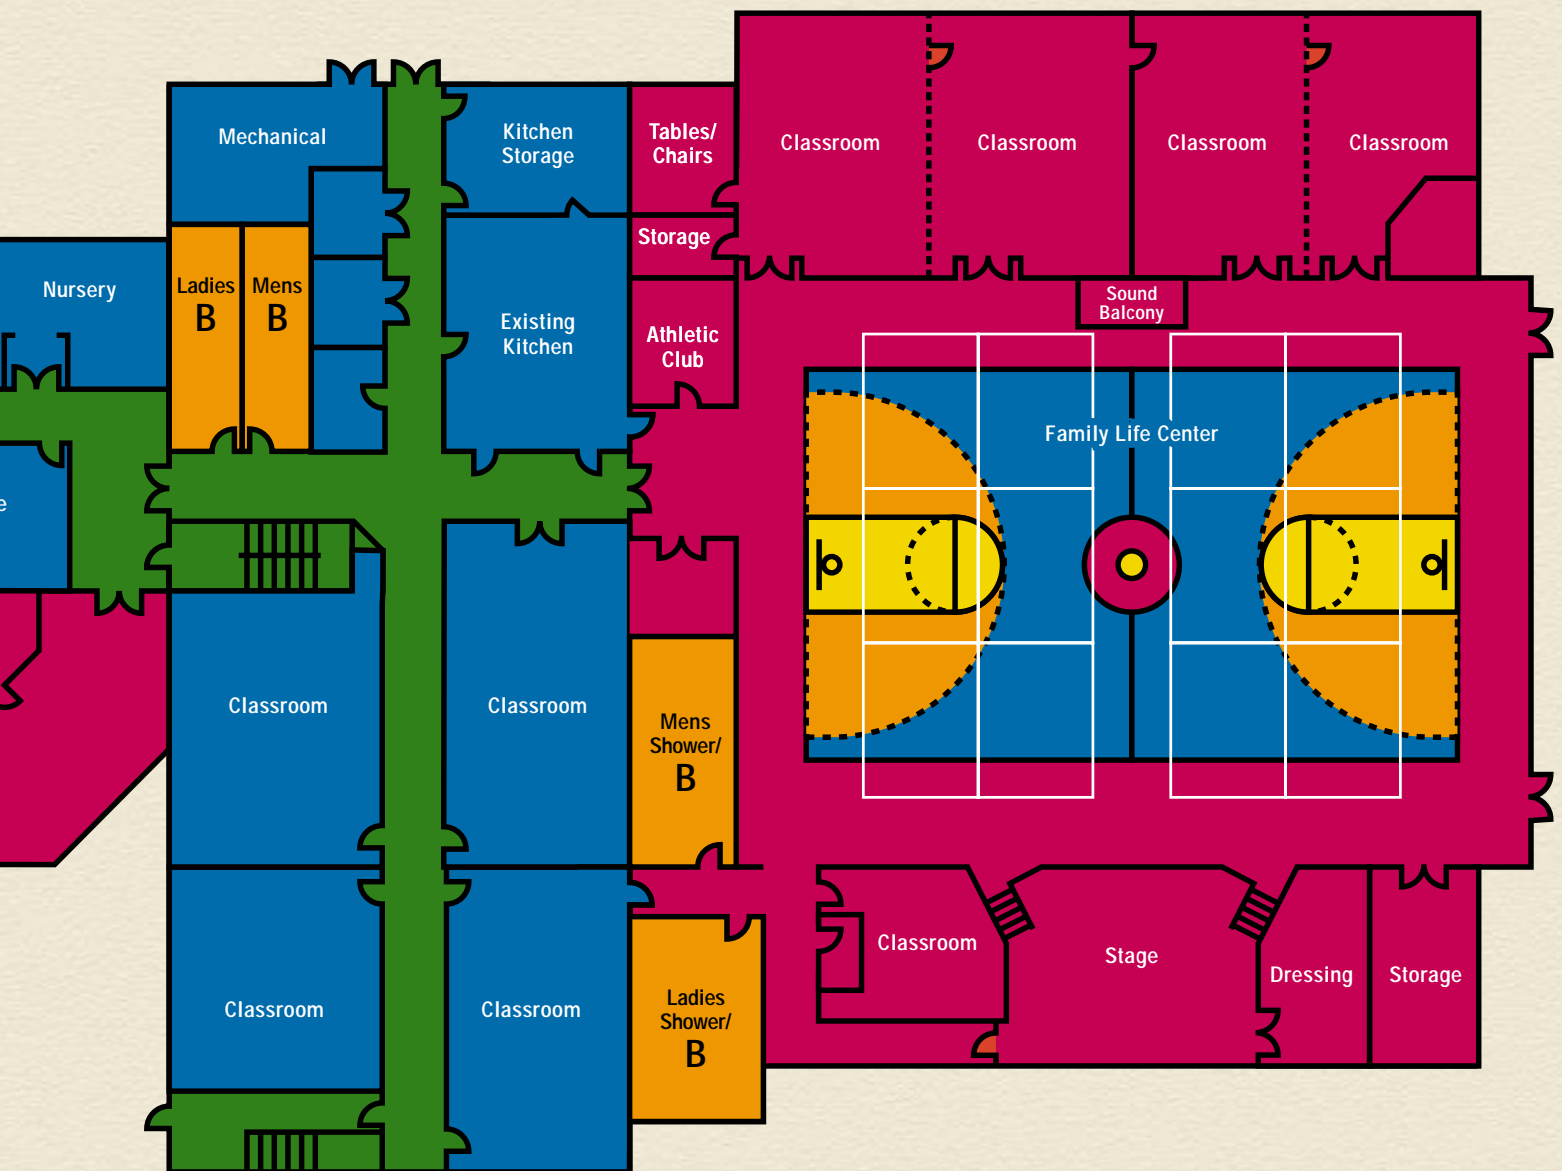 Mechanical
Kitchen
Storage
Tables/
Chairs
Classroom
Classroom
Classroom
Classroom
Storage
Nursery
Ladies
B
Mens
B
Existing
Kitchen
Athletic
Club
Sound
Balcony
Family Life Center
e
Classroom
Classroom
Mens
Shower/
B
Classroom
Stage
Dressing
Storage
Classroom
Classroom
Ladies
Shower/
B